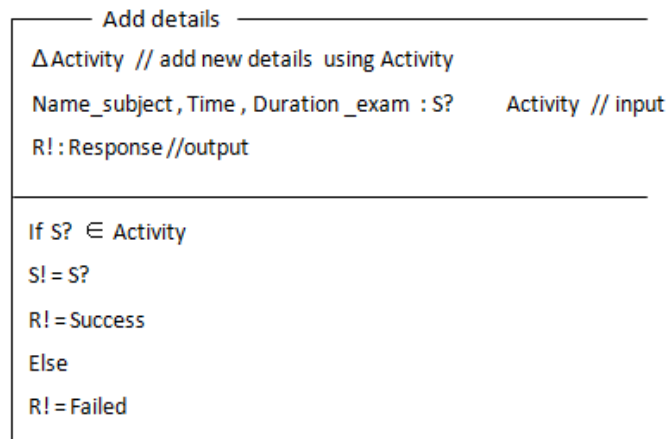 Add details
Δ Activity // add new details using Activity
Name_subject , Time , Duration _exam : S? Activity // input
R! : Response //output
If S? ∈ Activity
S! = S?
R! = Success
Else
R! = Failed